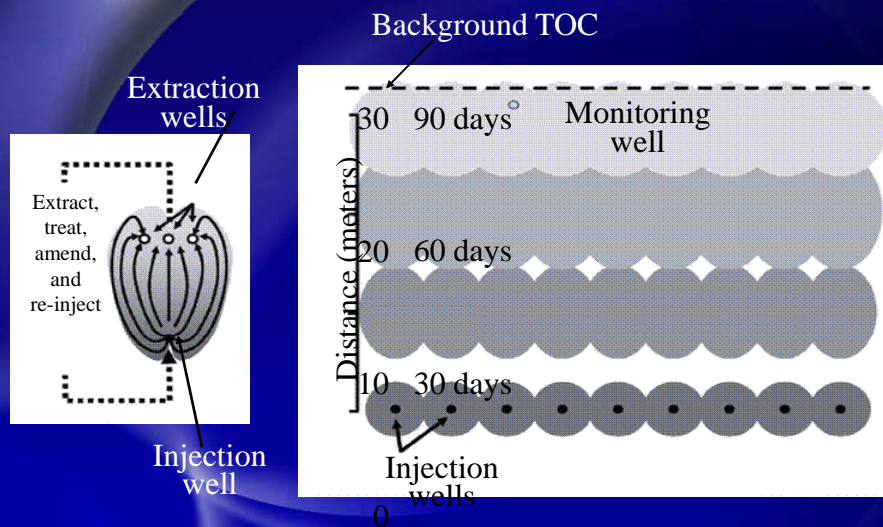 Background TOC
Extraction
wells
Extract,
treat,
amend,
and
re-inject
Injection
well
Distance (meters)
30 90 days
Monitoring
well
20 60 days
10 30 days
Injection
wells
0